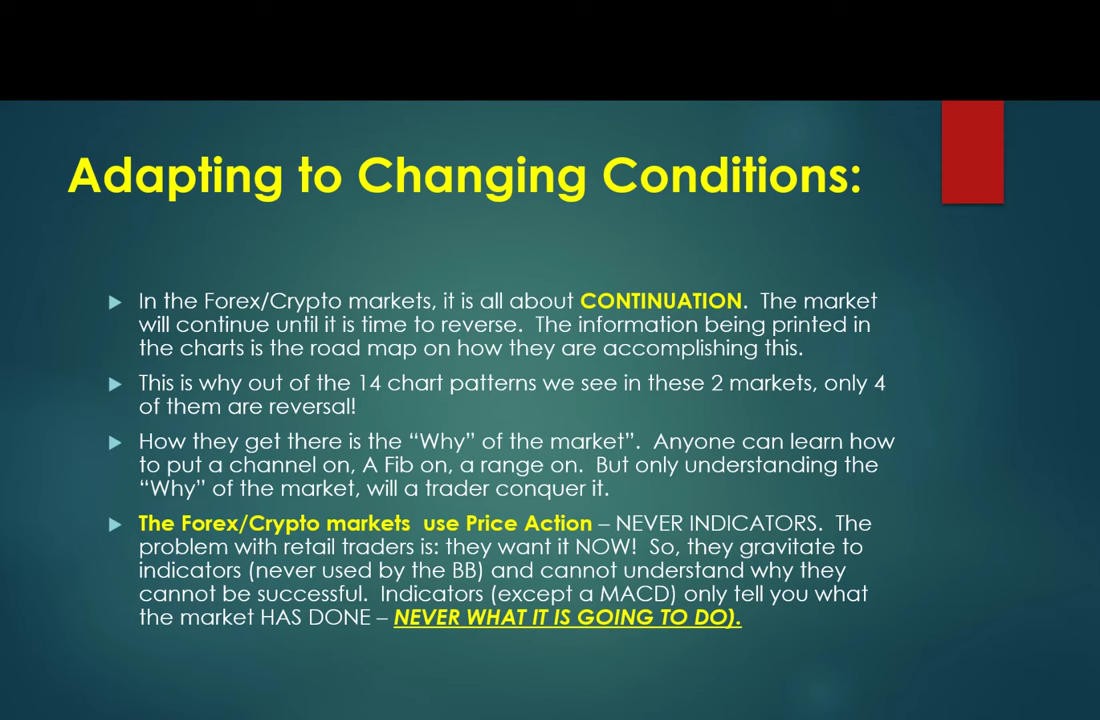 Adapting to Changing Conditions:
In the Forex/Crypto markets, it is all about CONTINUATION.  The market
will continue until it is time to reverse.  The information being printed in
the charts is the road map on how they are accomplishing this.
This is why out of the 14 chart patterns we see in these 2 markets, only 4
of them are reversal!
How they get there is the “Why” of the market”.  Anyone can learn how
to put a channel on, A Fib on, a range on.  But only understanding the
“Why” of the market, will a trader conquer it.
The Forex/Crypto markets  use Price Action – NEVER INDICATORS.  The
problem with retail traders is: they want it NOW!  So, they gravitate to
indicators (never used by the BB) and cannot understand why they
cannot be successful.  Indicators (except a MACD) only tell you what
the market HAS DONE – NEVER WHAT IT IS GOING TO DO).